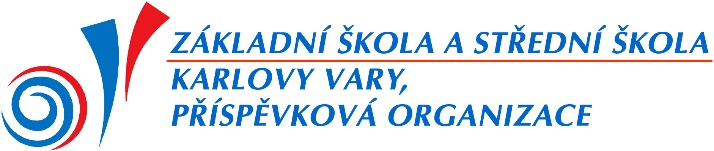 ZÁKLADNÍ ŠKOLA A STŘEDNÍ ŠKOLA
KARLOVY VARY,
PŘÍSPĚVKOVÁ ORGANIZACE